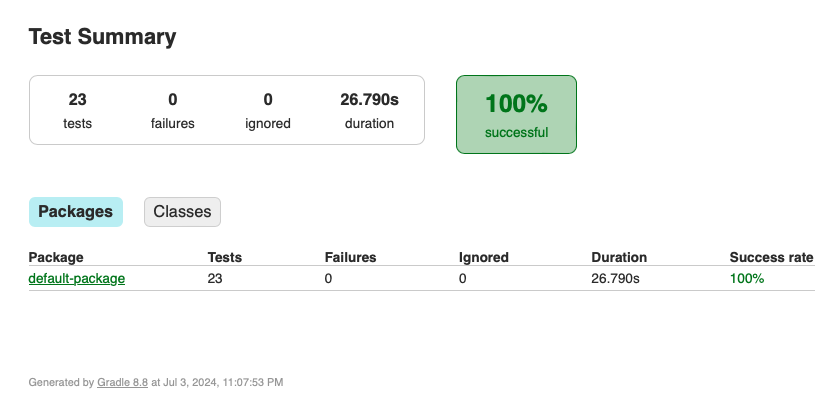 Test Summary
23 0 0 26.790s
tests failures ignored duration
100%
successful
Packages Classes
Package Tests Failures Ignored Duration Success rate
default-package 23 0 0 26.790s 100%
Generated by Gradle 8.8 at Jul 3, 2024, 11:07:53 PM